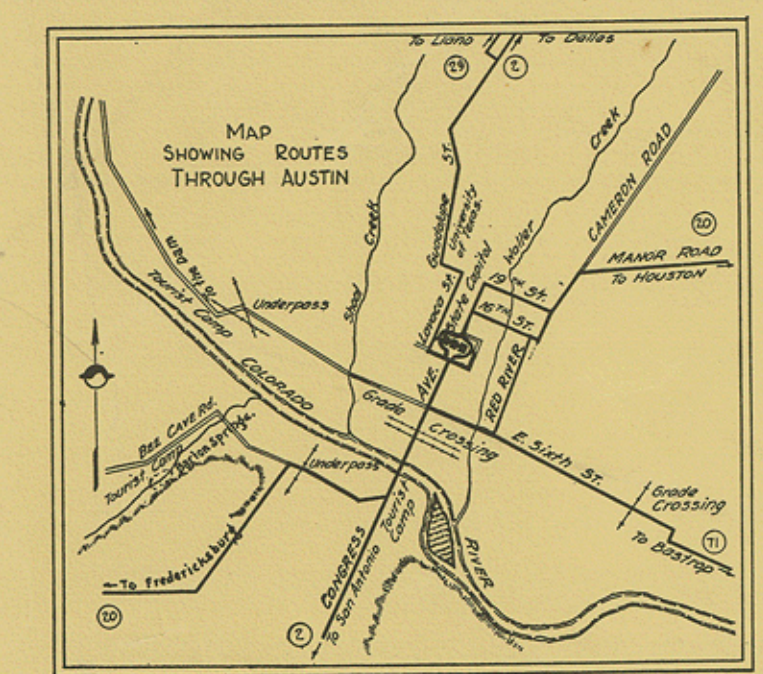 To Llano
To Dallas
29
2
MAP
SHOWING ROUTES
THROUGH AUSTIN
Shoal Creek
Guadalupe ST.
University
of Texas.
Lavaca St.
State Capitol
Waller Creek
CAMERON ROAD
20
MANOR ROAD
TO HOUSTON
19TH St.
16TH ST.
To the Dam
Tourist Camp
Underpass
COLORADO
RIVER
Grade
Crossing
CONGRESS AVE.
RED RIVER
E. SIXTH ST.
BEE CAVE Rd.
Tourist Camp
Barton Springs.
Underpass
Tourist
Camp
Grade
Crossing
To Bastrop
71
To Fredericksburg
20
To San Antonio
2